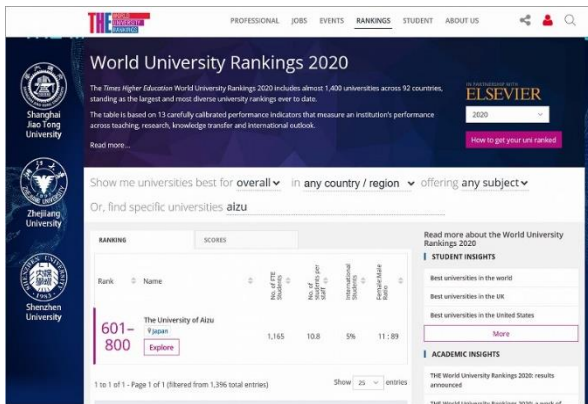 THE WORLD UNIVERSITY RANKINGS
PROFESSIONAL JOBS EVENTS RANKINGS STUDENT ABOUT US
World University Rankings 2020
The Times Higher Education World University Rankings 2020 includes almost 1,400 universities across 92 countries,
standing as the largest and most diverse university rankings ever to date.
The table is based on 13 carefully calibrated performance indicators that measure an institution's performance
across teaching, research, knowledge transfer and international outlook.
Read more...
IN PARTNERSHIP WITH
ELSEVIER
2020
How to get your uni ranked
Shanghai
Jiao Tong
University
Zhejiang
University
Shenzhen
University
Show me universities best for overall in any country / region offering any subject
Or, find specific universities aizu
RANKING SCORES
Rank Name No. of FTE Students No. of students per staff International Students Female:Male Ratio
601–800
The University of Aizu
Japan
Explore
1,165 10.8 5% 11 : 89
1 to 1 of 1 - Page 1 of 1 (filtered from 1,396 total entries) Show 25 entries
Read more about the World University
Rankings 2020
STUDENT INSIGHTS
Best universities in the world
Best universities in the UK
Best universities in the United States
More
ACADEMIC INSIGHTS
THE World University Rankings 2020: results
announced
THE World University Rankings 2020: a week of